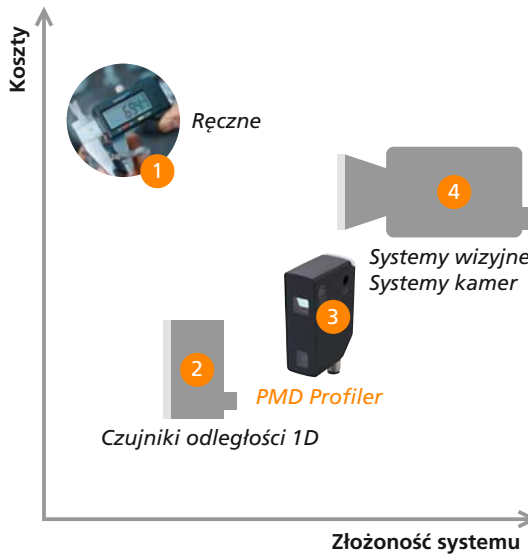 Koszty
Ręczne
1
4
Systemy wizyjne
Systemy kamer
3
2
PMD Profiler
Czujniki odległości 1D
Złożoność systemu